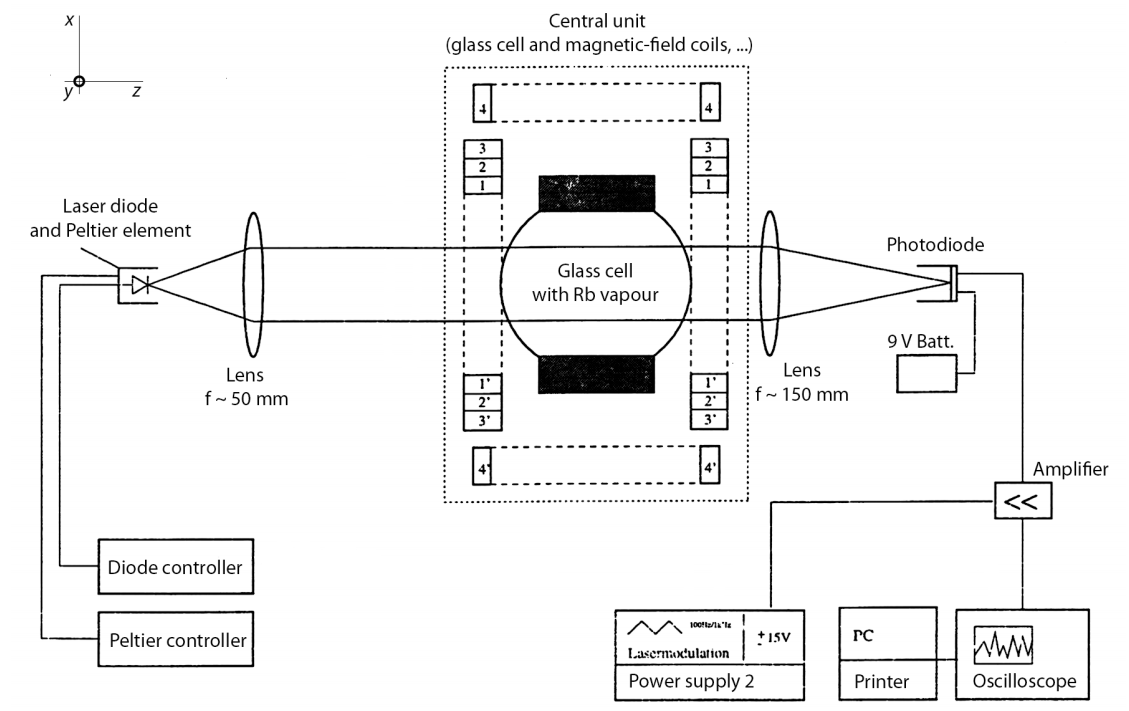 x
y
z
Central unit
(glass cell and magnetic-field coils, ...)
4
4
3
2
1
3
2
1
Laser diode
and Peltier element
Glass cell
with Rb vapour
Photodiode
9 V Batt.
Lens
f ~ 50 mm
1'
2'
3'
1'
2'
3'
Lens
f ~ 150 mm
4'
4'
Amplifier
<<
Diode controller
Peltier controller
100Hz/1kHz
± 15V
Lasermodulation
Power supply 2
PC
Printer
Oscilloscope